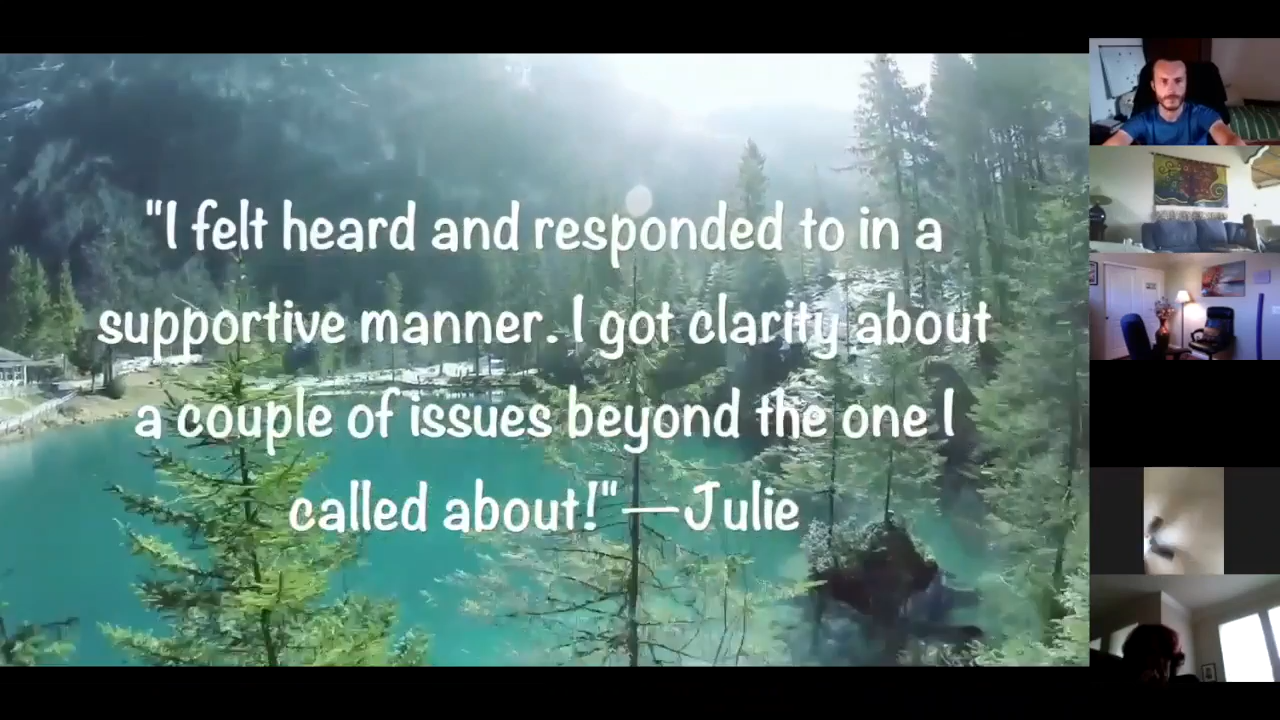 "I felt heard and responded to in a
supportive manner. I got clarity about
a couple of issues beyond the one I
called about!" —Julie